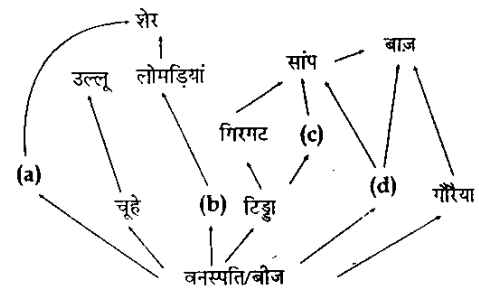 शेर
बाज़
सांप
उल्लू
लोमड़ियां
गिरगट
(c)
(a)
(d)
चूहे
(b)
टिड्डा
गौरैया
वनस्पति/बीज